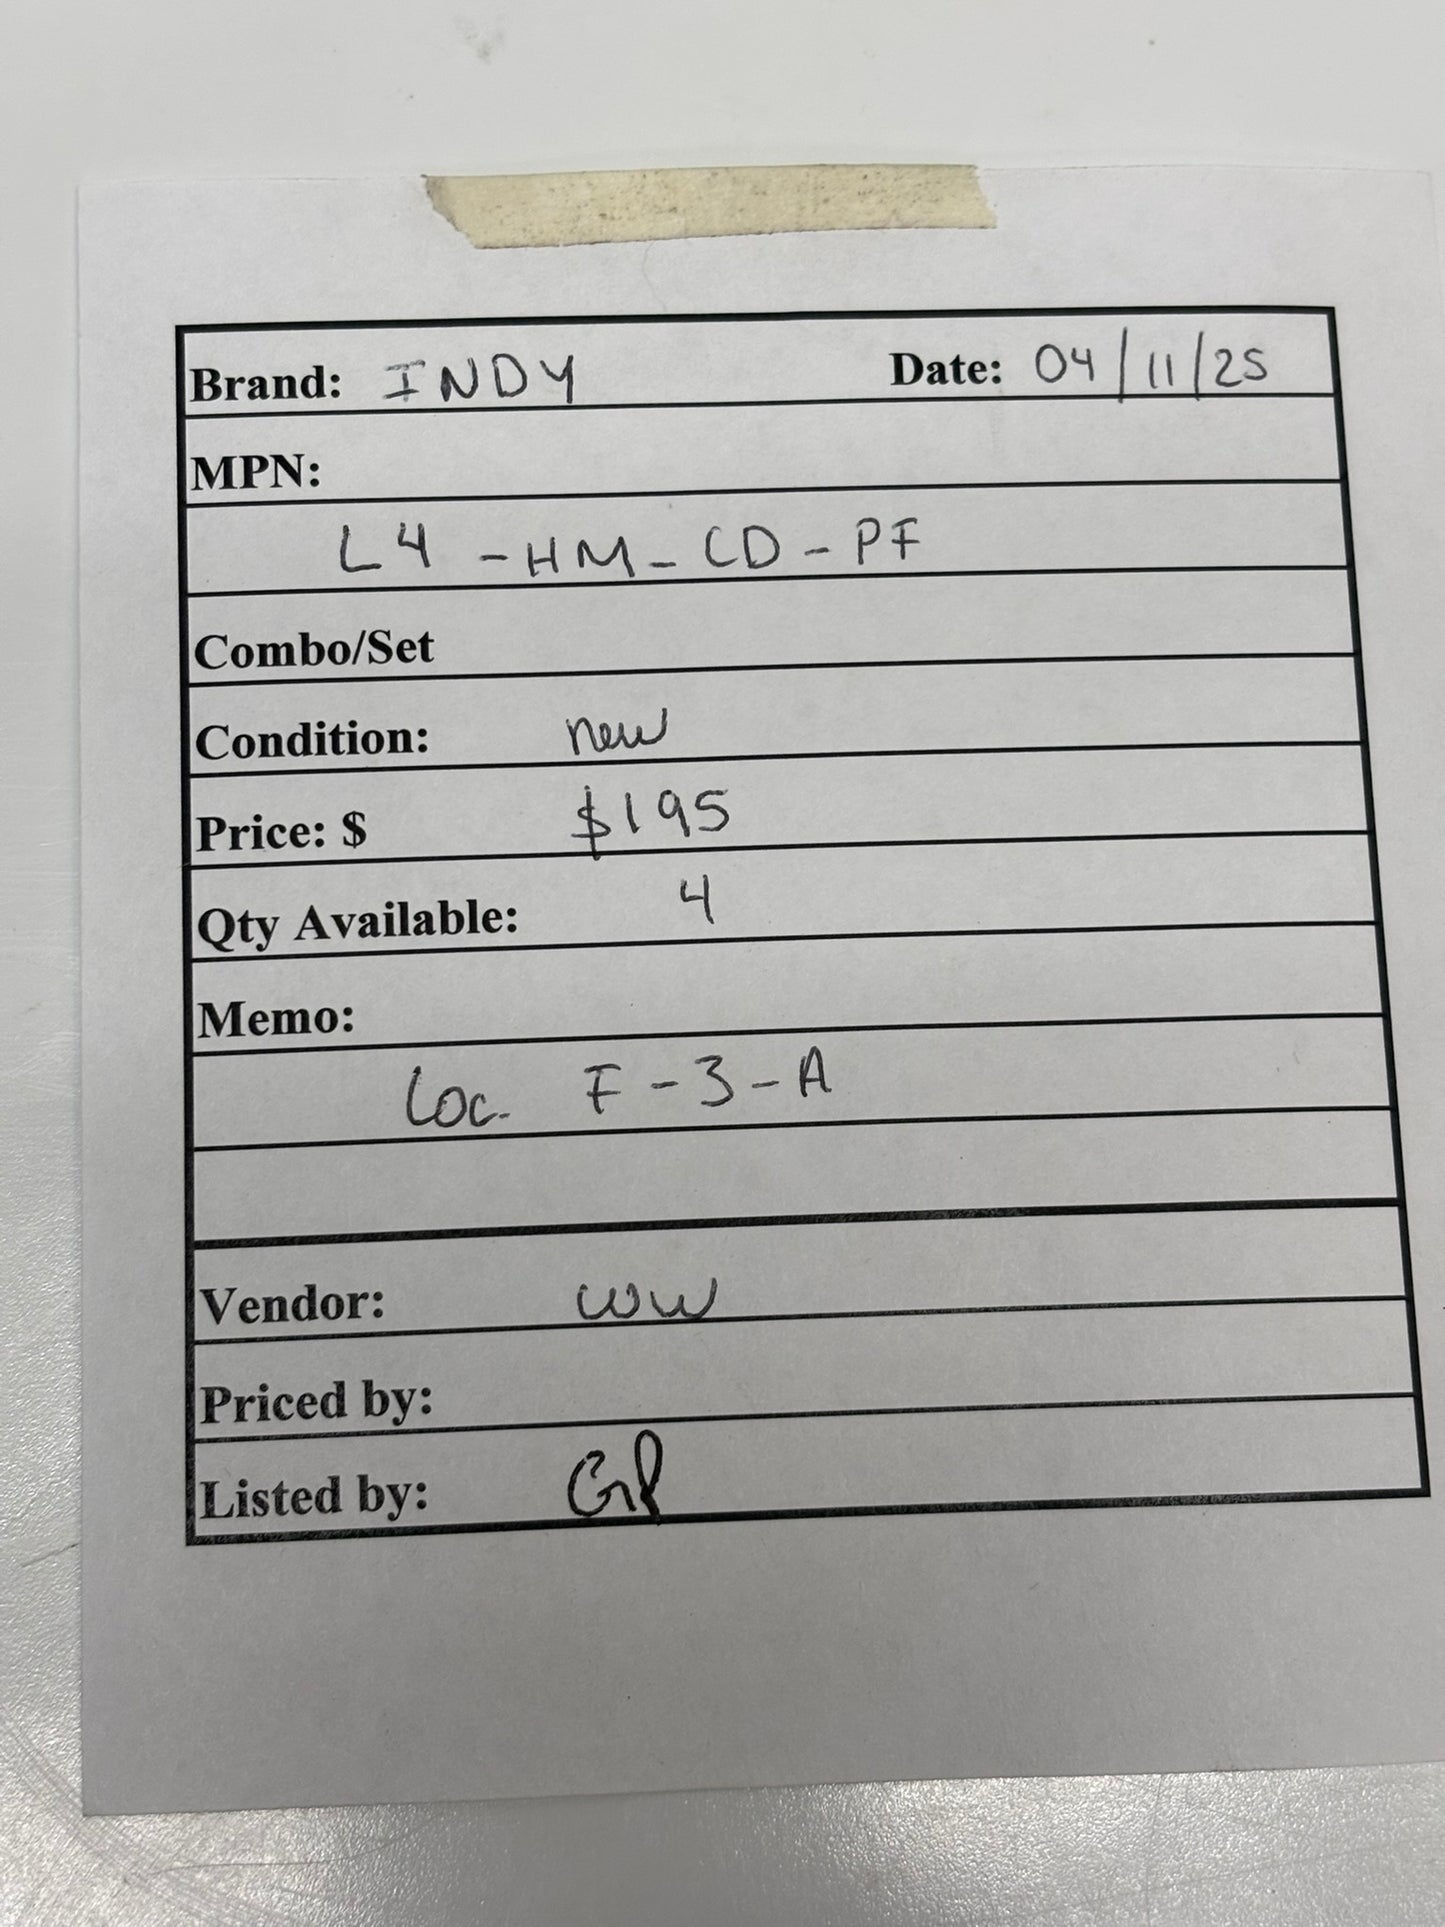 Brand: INDY Date: 04/11/25
MPN:
L4-HM-CD-PF
Combo/Set
Condition: new
Price: $ $195
Qty Available: 4
Memo:
Loc. F-3-A
Vendor: WW
Priced by:
Listed by: GP